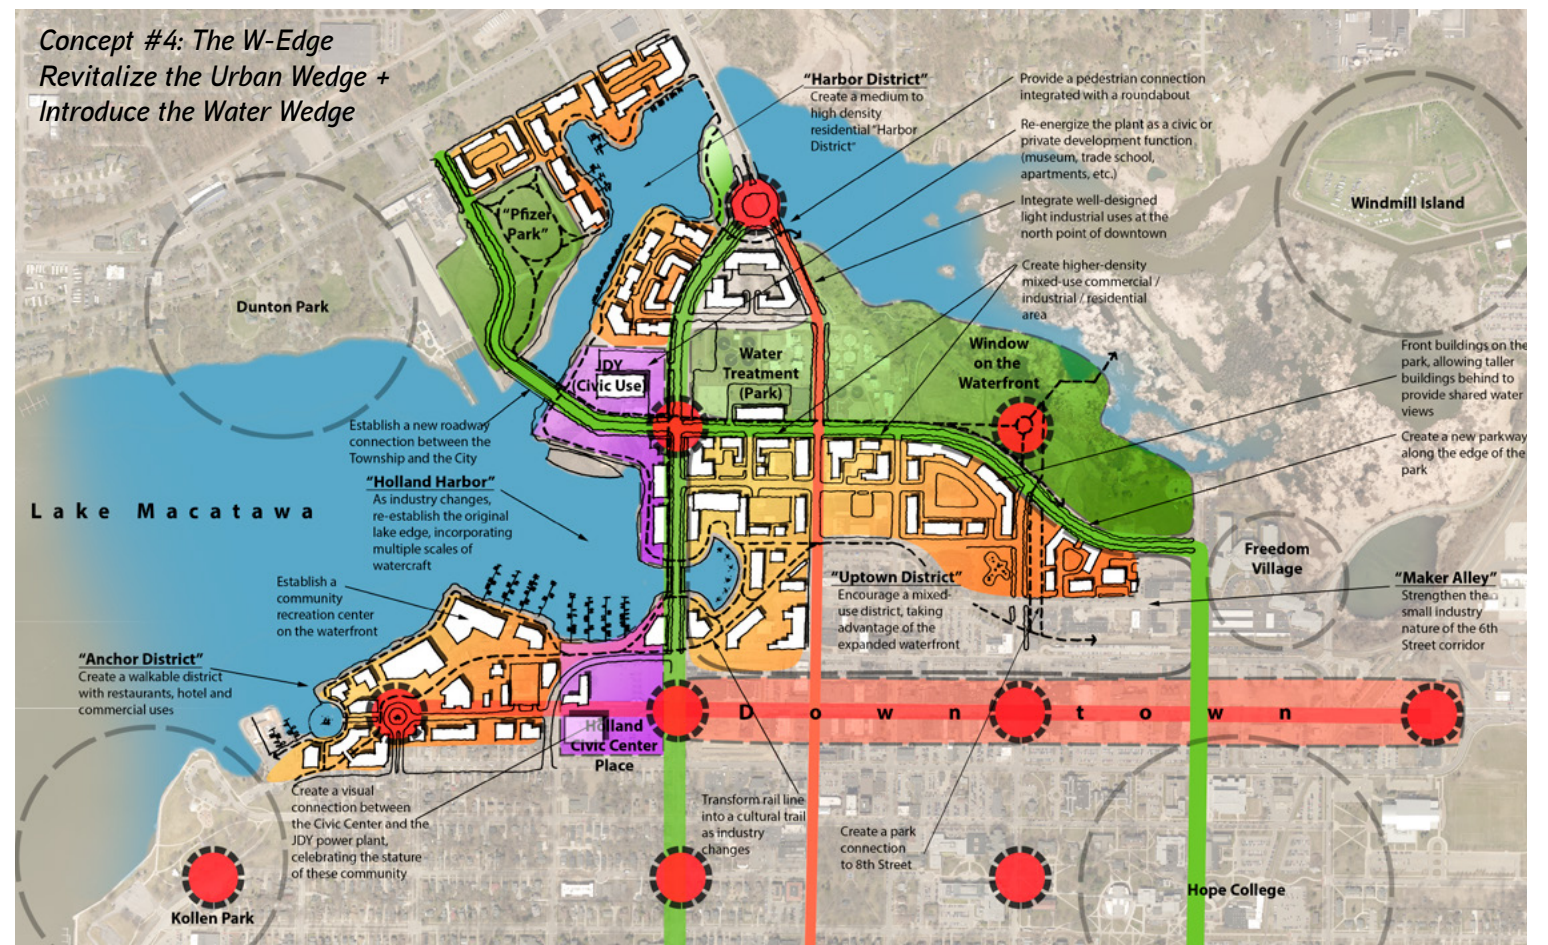 Concept #4: The W-Edge
Revitalize the Urban Wedge +
Introduce the Water Wedge
"Harbor District"
Create a medium to
high density
residential "Harbor
District"
Provide a pedestrian connection
integrated with a roundabout
Re-energize the plant as a civic or
private development function
(museum, trade school,
apartments, etc.)
Integrate well-designed
light industrial uses at the
north point of downtown
Create higher-density
mixed-use commercial /
industrial / residential
area
Windmill Island
"Pfizer
Park"
Dunton Park
JDY
(Civic Use)
Water
Treatment
(Park)
Window
on the
Waterfront
Front buildings on the
park, allowing taller
buildings behind to
provide shared water
views
Create a new parkway
along the edge of the
park
Establish a new roadway
connection between the
Township and the City
"Holland Harbor"
As industry changes,
re-establish the original
lake edge, incorporating
multiple scales of
watercraft
Lake Macatawa
Establish a
community
recreation center
on the waterfront
"Anchor District"
Create a walkable district
with restaurants, hotel and
commercial uses
"Uptown District"
Encourage a mixed-
use district, taking
advantage of the
expanded waterfront
Freedom
Village
"Maker Alley"
Strengthen the
small industry
nature of the 6th
Street corridor
Downtown
Holland
Civic Center
Place
Create a visual
connection between
the Civic Center and the
JDY power plant,
celebrating the stature
of these community
Transform rail line
into a cultural trail
as industry
changes
Create a park
connection
to 8th Street
Kollen Park
Hope College